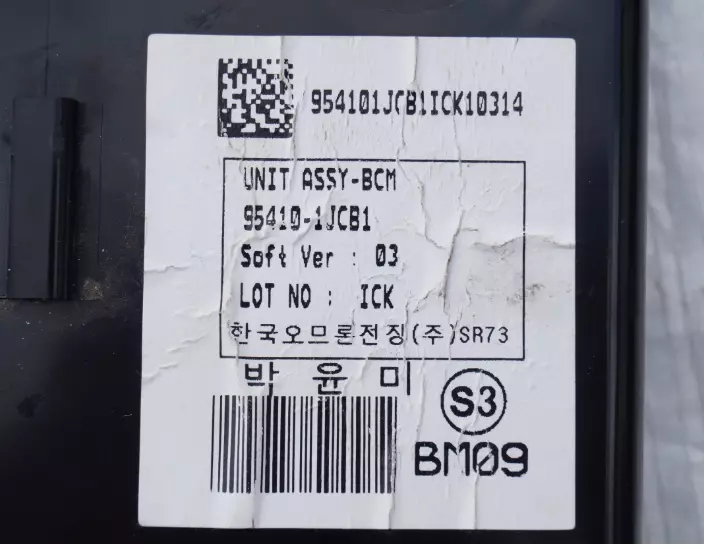 954101JCB1ICK10314
UNIT ASSY-BCM
95410-1JCB1
Soft Ver : 03
LOT NO : ICK
한국오므론전장(주)SR73
박 윤 미
S3
BM09